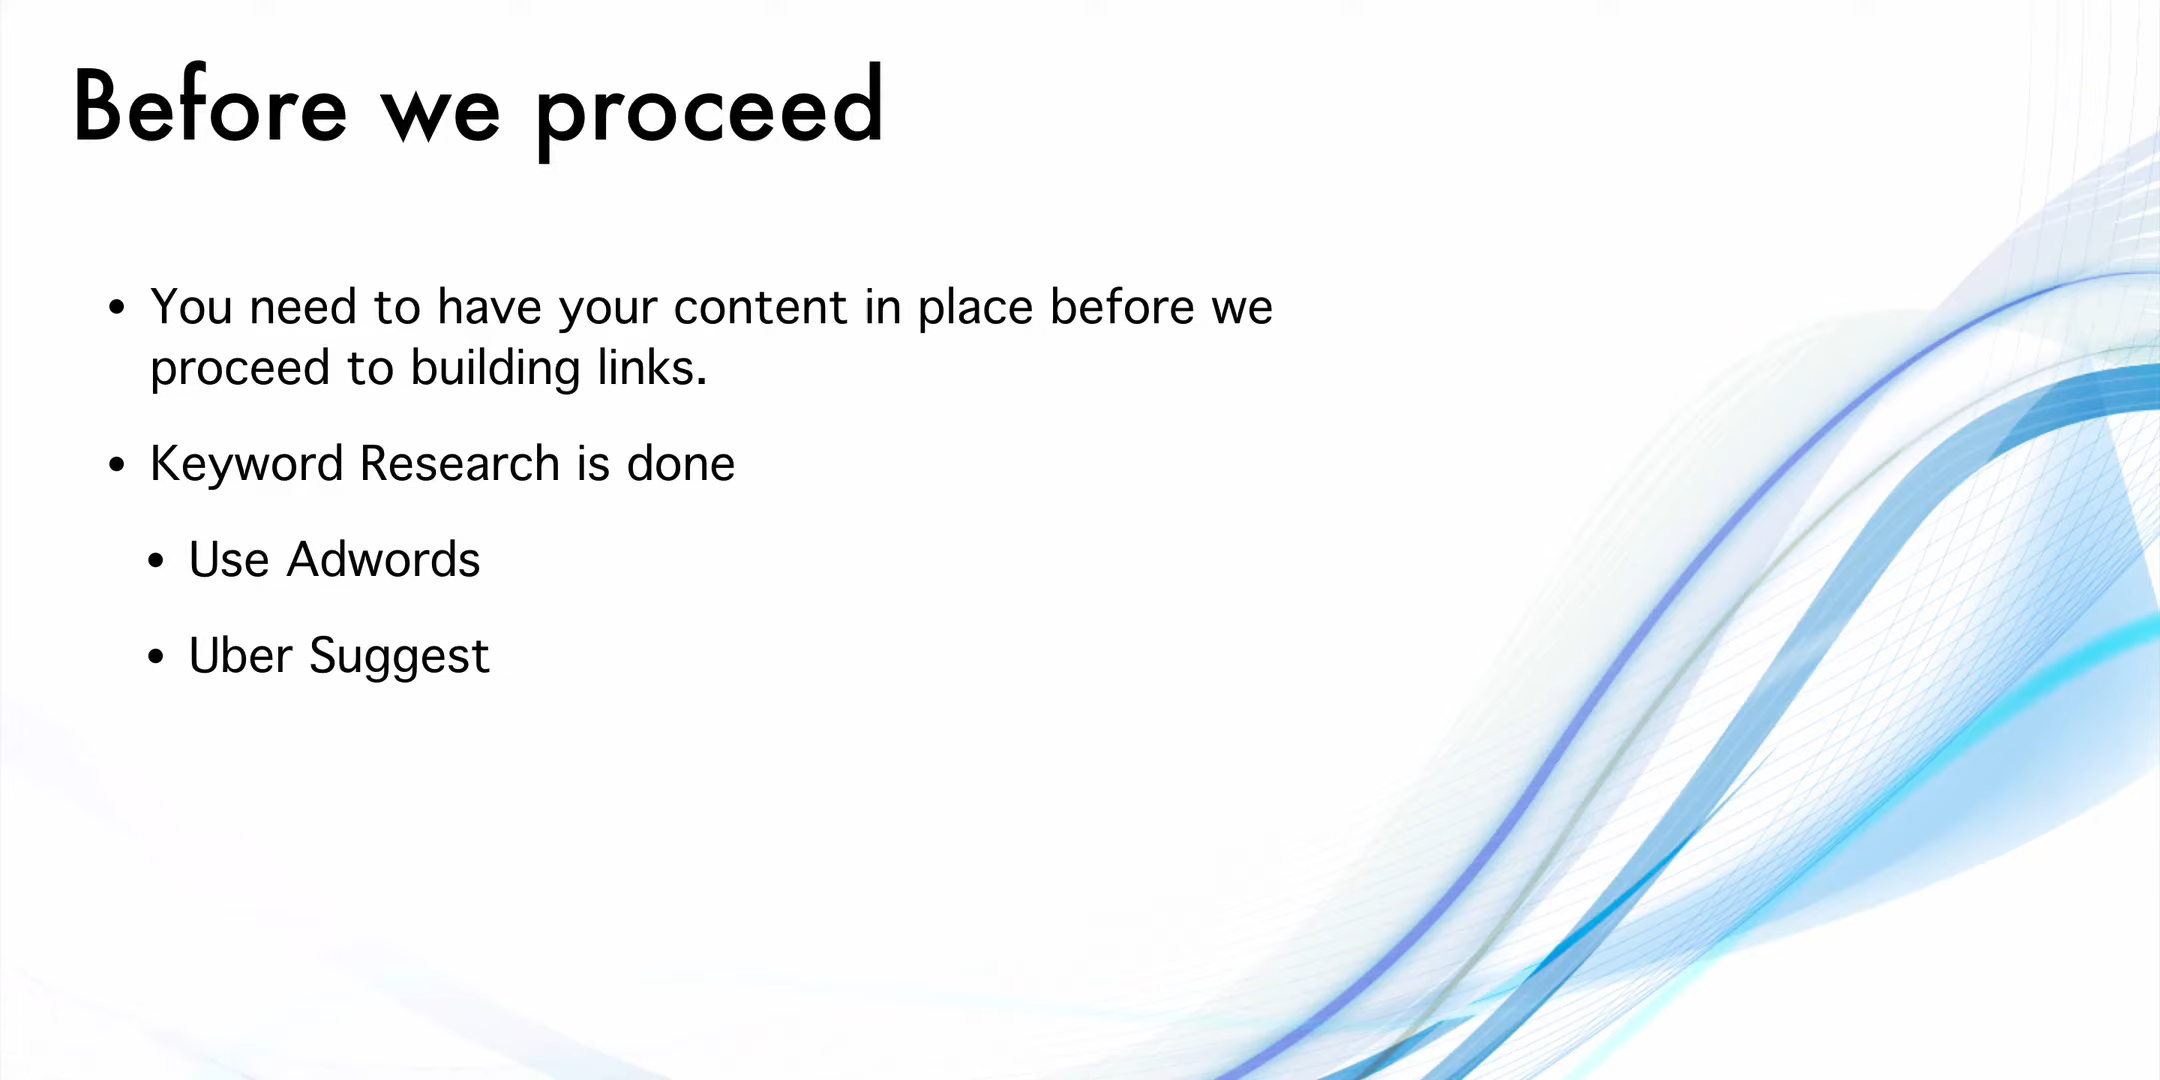 Before we proceed
• You need to have your content in place before we
proceed to building links.
• Keyword Research is done
• Use Adwords
• Uber Suggest